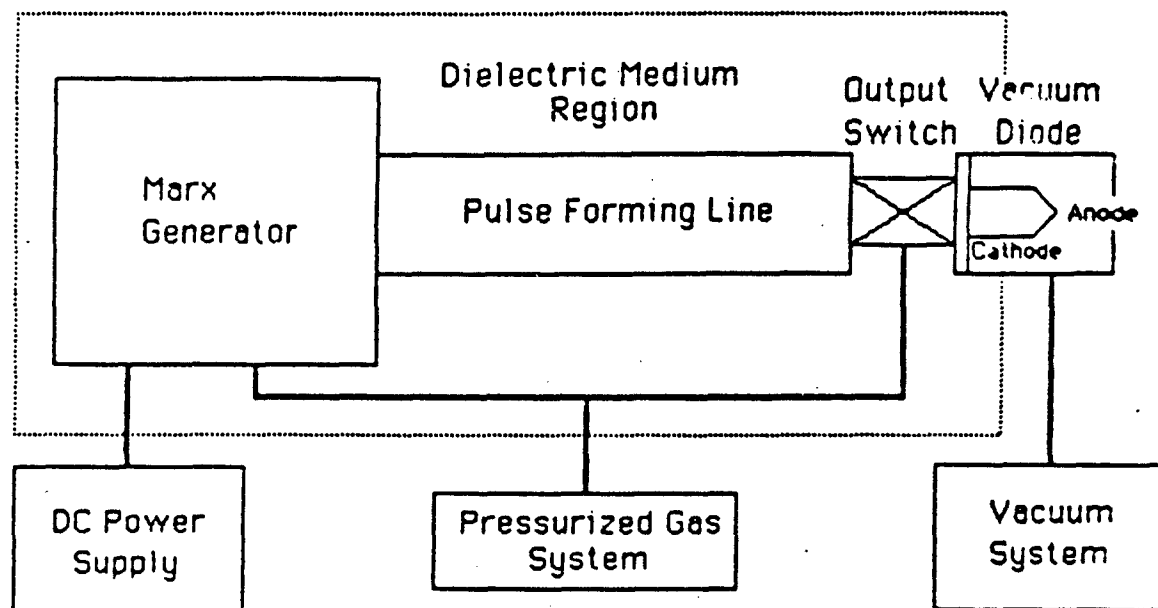 Dielectric Medium
Region
Output
Switch
Vacuum
Diode
Marx
Generator
Pulse Forming Line
Anode
Cathode
DC Power
Supply
Pressurized Gas
System
Vacuum
System